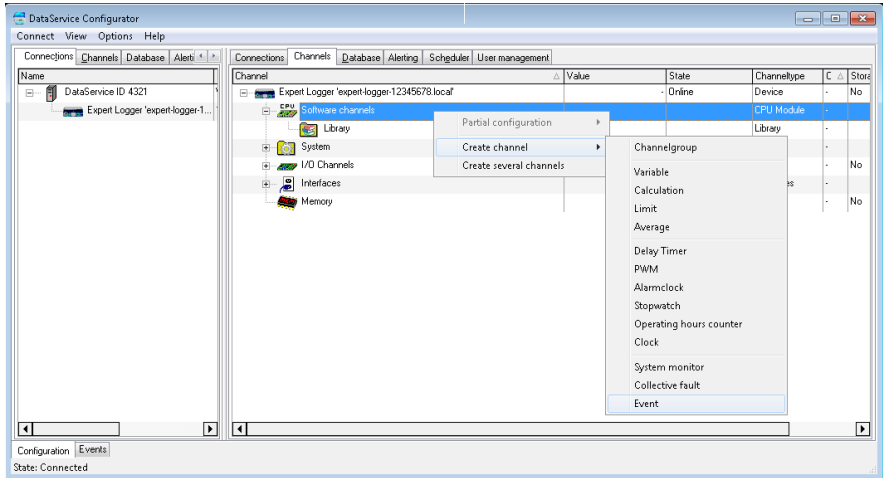 DataService Configurator
Connect View Options Help
Connections Channels Database Alerti
Connections Channels Database Alerting Scheduler User management
Name
Channel Value State Channeltype C Stora
DataService ID 4321
Expert Logger 'expert-logger-1...
Expert Logger 'expert-logger-12345678.local' - Online Device - No
CPU Software channels CPU Module -
Library Library -
System -
I/O Channels - No
Interfaces es -
Memory - No
Partial configuration
Create channel
Create several channels
Channelgroup
Variable
Calculation
Limit
Average
Delay Timer
PWM
Alarmclock
Stopwatch
Operating hours counter
Clock
System monitor
Collective fault
Event
Configuration Events
State: Connected